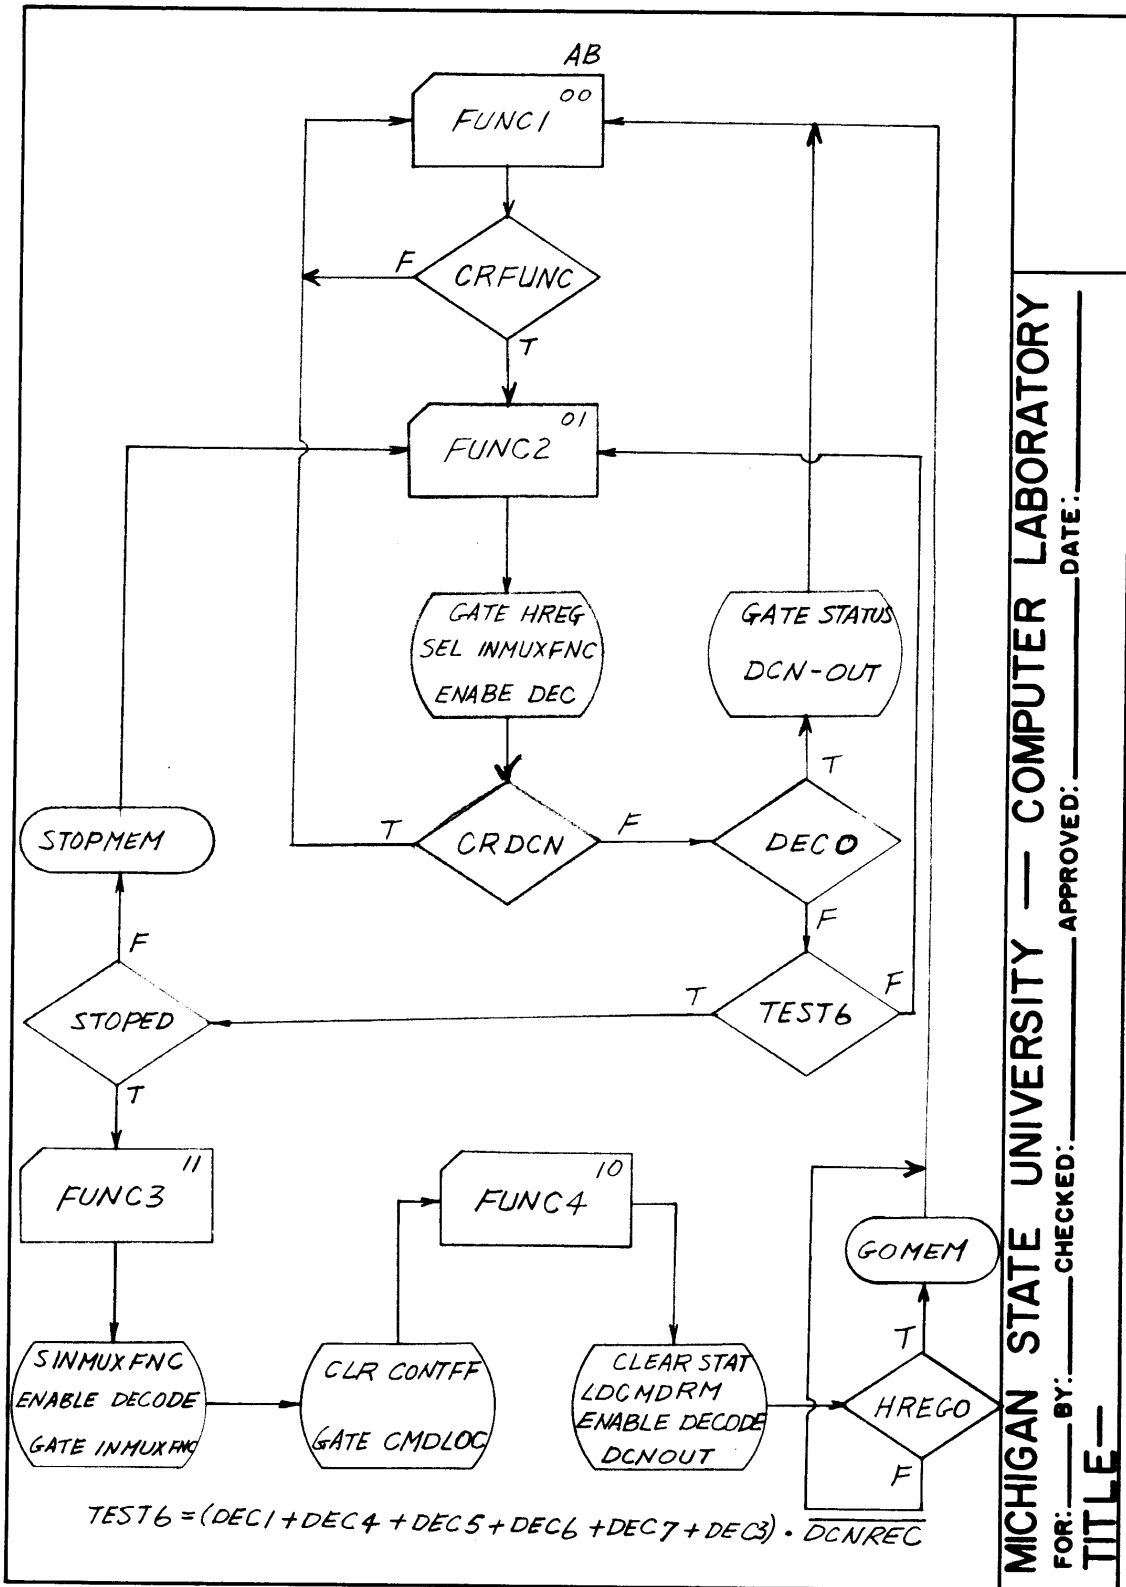 AB
00
FUNC1
F
CRFUNC
T
01
FUNC2
GATE HREG
SEL INMUXFNC
ENABE DEC
GATE STATUS
DCN-OUT
T
STOPMEM
T
CRDCN
F
DECO
F
F
T
TEST6
F
STOPED
T
11
FUNC3
10
FUNC4
GOMEM
T
SINMUXFNC
ENABLE DECODE
GATE INMUXFNC
CLR CONTFF
GATE CMDLOC
CLEAR STAT
LDCMDRM
ENABLE DECODE
DCNOUT
HREGO
F
TEST6 = (DEC1 + DEC4 + DEC5 + DEC6 + DEC7 + DEC3) · DCNREC
MICHIGAN STATE UNIVERSITY — COMPUTER LABORATORY
FOR: BY: CHECKED: APPROVED: DATE:
TITLE—